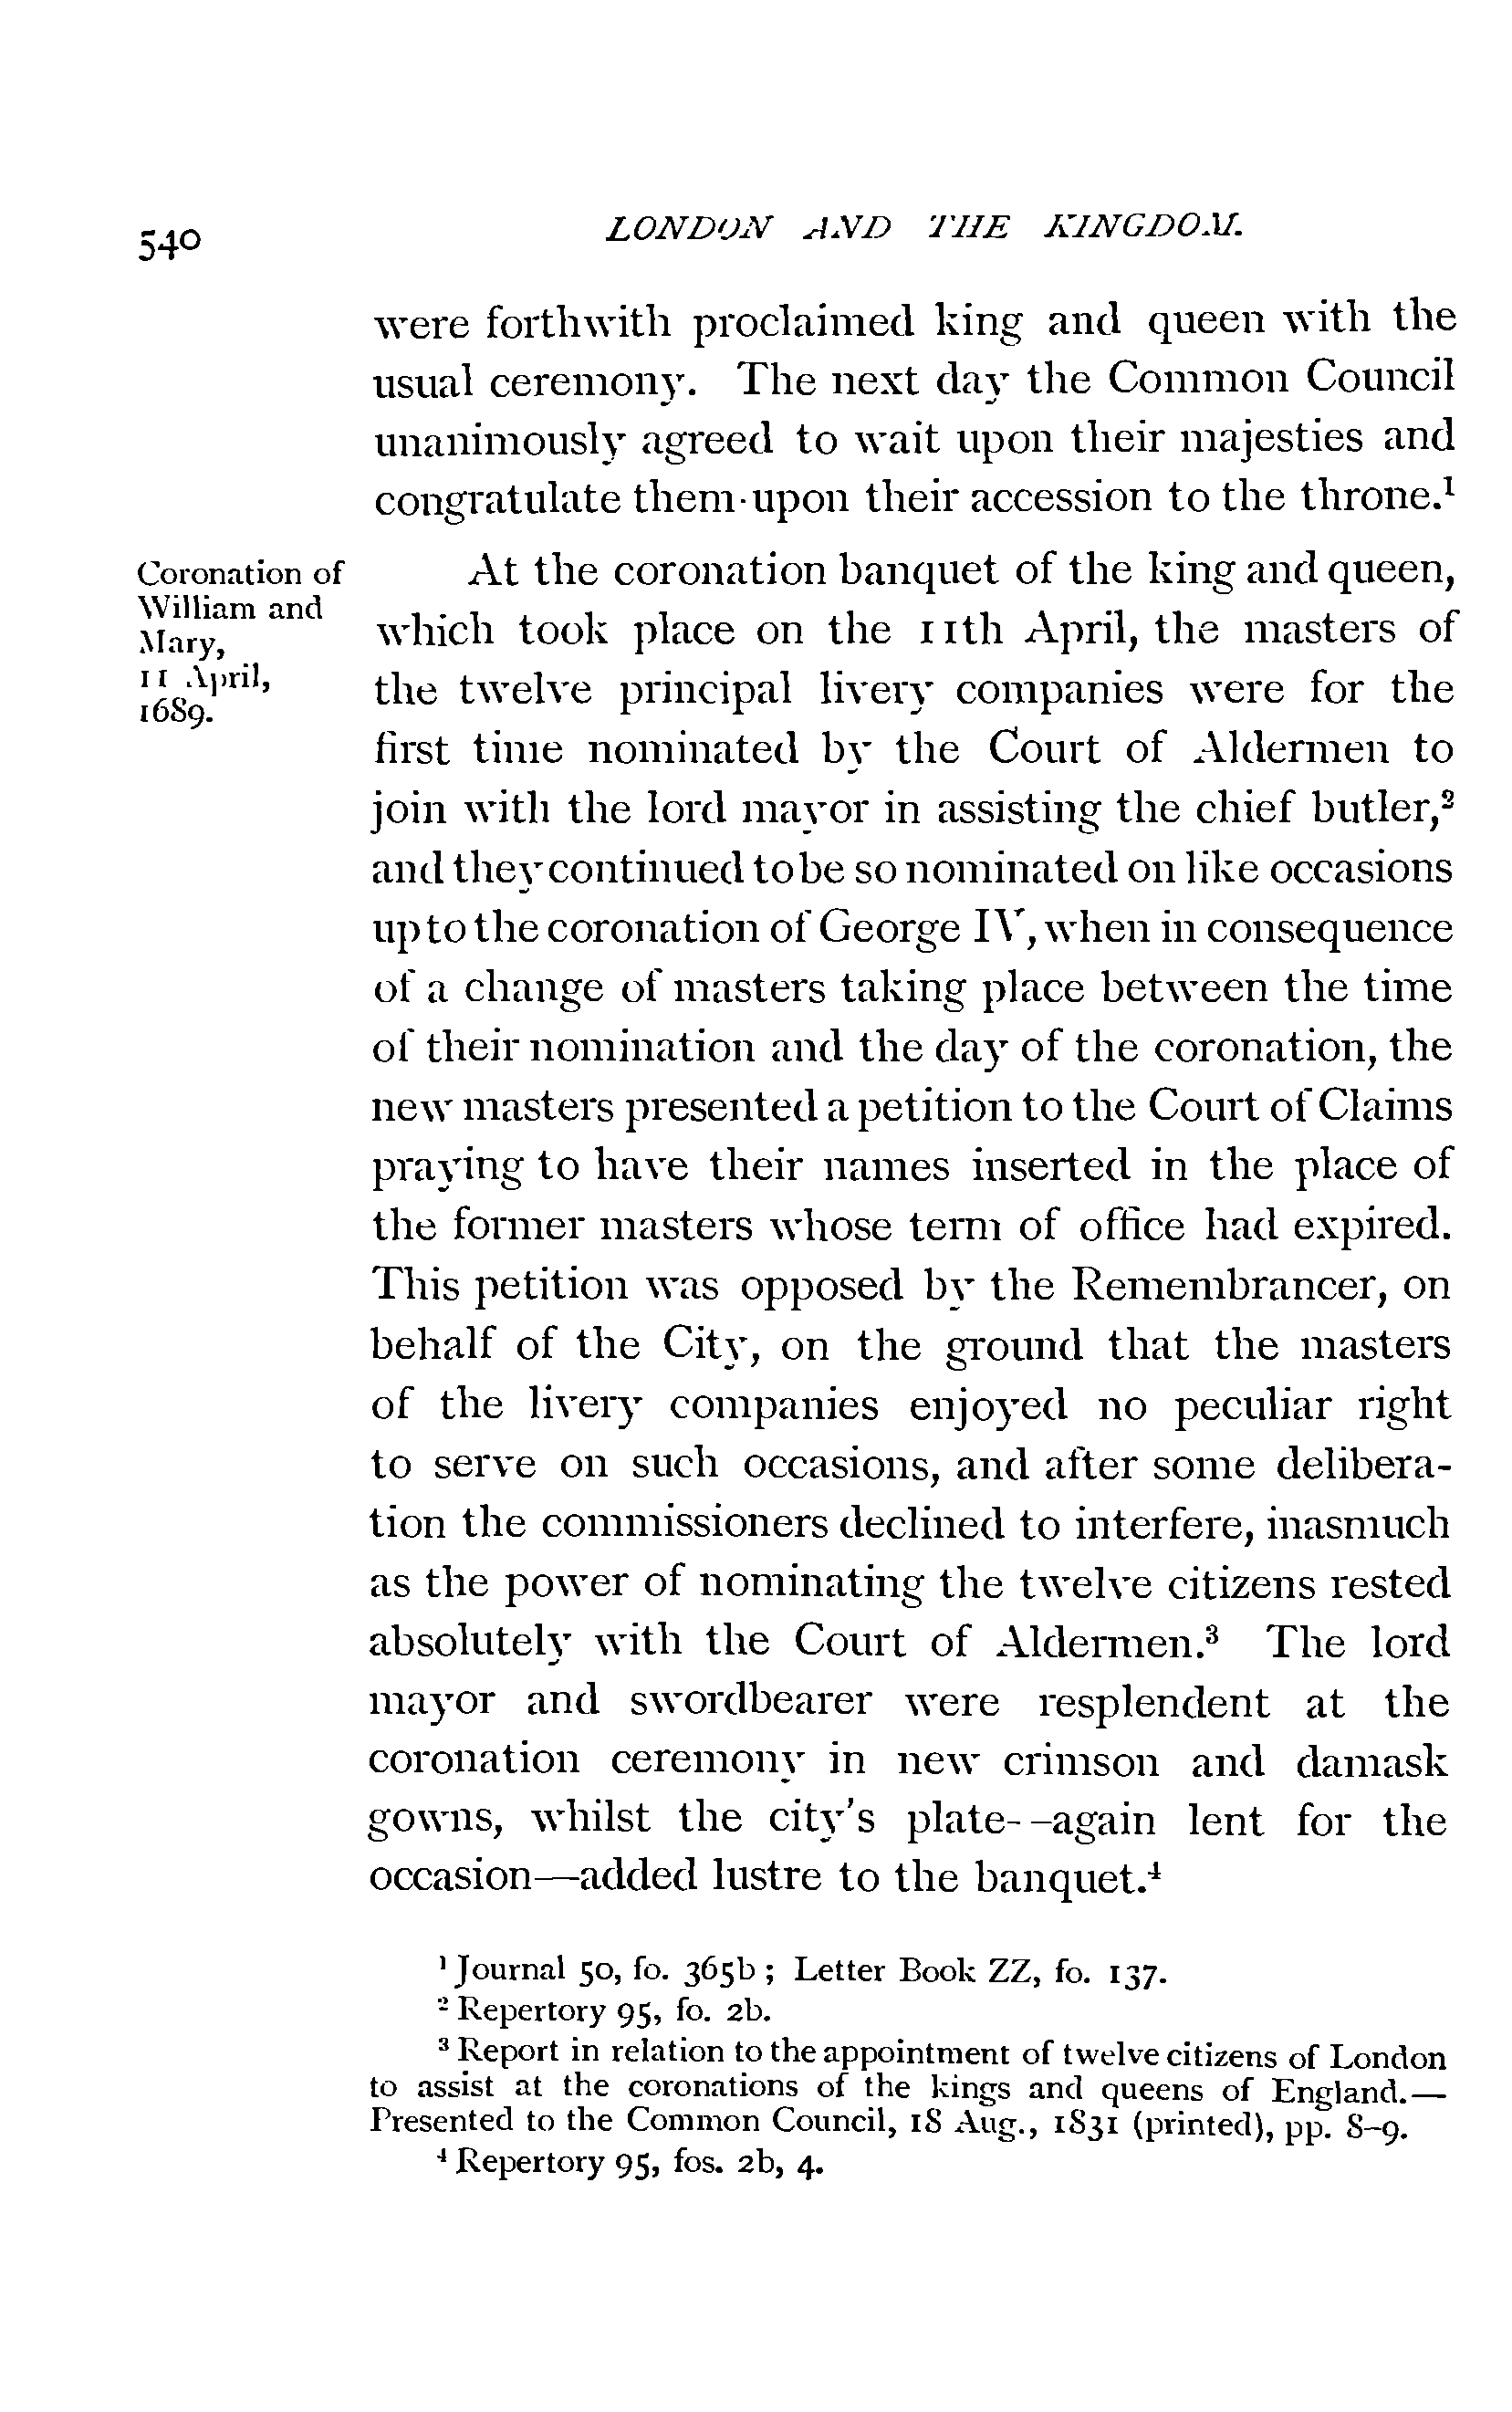 540
LONDON AND THE KINGDOM.
were forthwith proclaimed king and queen with the
usual ceremony. The next day the Common Council
unanimously agreed to wait upon their majesties and
congratulate them upon their accession to the throne.¹
Coronation of
William and
Mary,
11 April,
1689.
At the coronation banquet of the king and queen,
which took place on the 11th April, the masters of
the twelve principal livery companies were for the
first time nominated by the Court of Aldermen to
join with the lord mayor in assisting the chief butler,²
and they continued to be so nominated on like occasions
up to the coronation of George IV, when in consequence
of a change of masters taking place between the time
of their nomination and the day of the coronation, the
new masters presented a petition to the Court of Claims
praying to have their names inserted in the place of
the former masters whose term of office had expired.
This petition was opposed by the Remembrancer, on
behalf of the City, on the ground that the masters
of the livery companies enjoyed no peculiar right
to serve on such occasions, and after some delibera-
tion the commissioners declined to interfere, inasmuch
as the power of nominating the twelve citizens rested
absolutely with the Court of Aldermen.³ The lord
mayor and swordbearer were resplendent at the
coronation ceremony in new crimson and damask
gowns, whilst the city's plate—again lent for the
occasion—added lustre to the banquet.⁴
¹ Journal 50, fo. 365b; Letter Book ZZ, fo. 137.
² Repertory 95, fo. 2b.
³ Report in relation to the appointment of twelve citizens of London
to assist at the coronations of the kings and queens of England.—
Presented to the Common Council, 18 Aug., 1831 (printed), pp. 8–9.
⁴ Repertory 95, fos. 2b, 4.